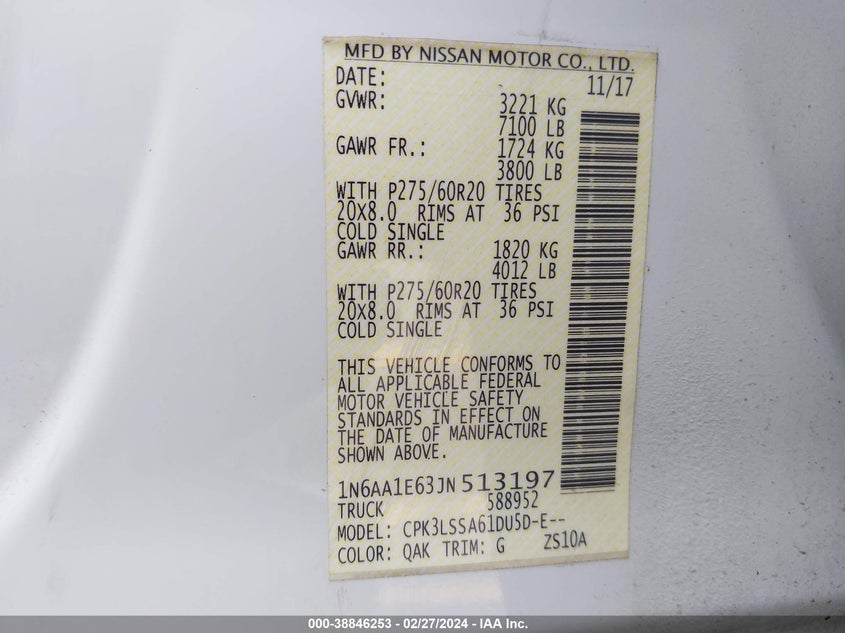 MFD BY NISSAN MOTOR CO., LTD.
DATE: 11/17
GVWR: 3221 KG
7100 LB
GAWR FR.: 1724 KG
3800 LB
WITH P275/60R20 TIRES
20X8.0 RIMS AT 36 PSI
COLD SINGLE
GAWR RR.: 1820 KG
4012 LB
WITH P275/60R20 TIRES
20X8.0 RIMS AT 36 PSI
COLD SINGLE
THIS VEHICLE CONFORMS TO
ALL APPLICABLE FEDERAL
MOTOR VEHICLE SAFETY
STANDARDS IN EFFECT ON
THE DATE OF MANUFACTURE
SHOWN ABOVE.
1N6AA1E63JN513197
TRUCK 588952
MODEL: CPK3LSSA61DU5D-E--
COLOR: QAK TRIM: G ZS10A
000-38846253 - 02/27/2024 - IAA Inc.